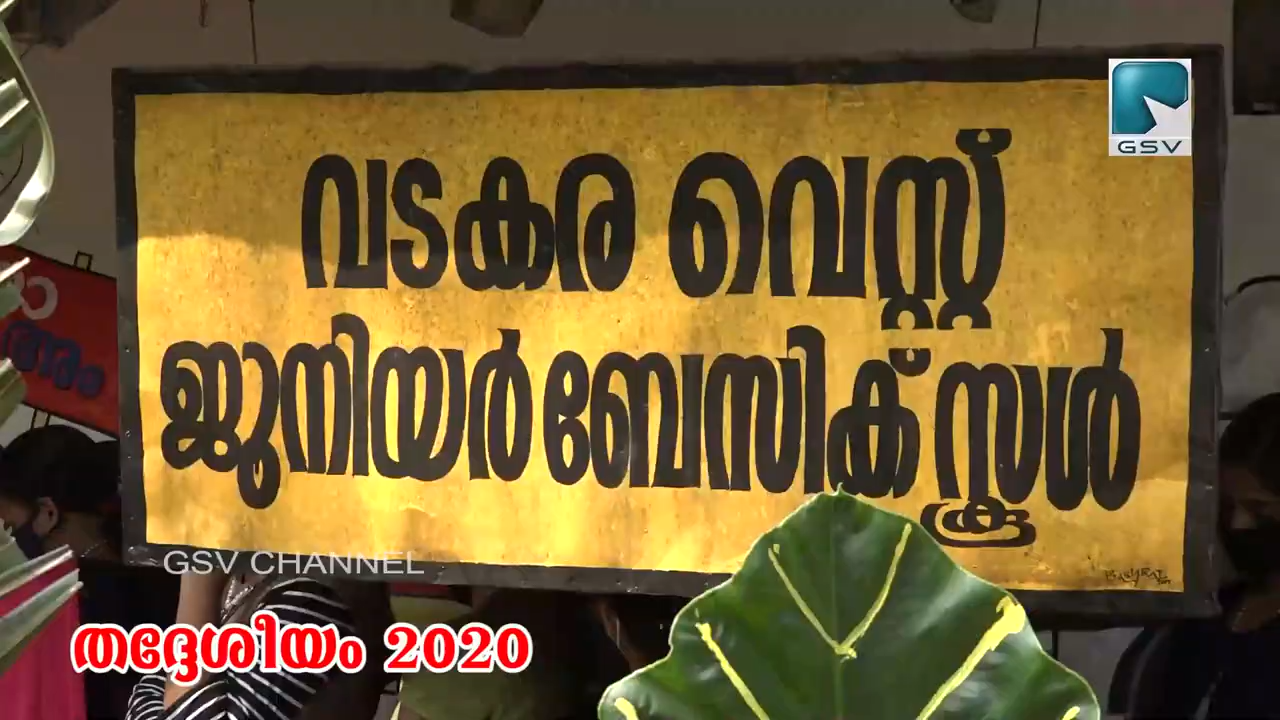 GSV
വടകര വെസ്റ്റ്
ജൂനിയർ ബേസിക് സ്കൂൾ
GSV CHANNEL
തദ്ദേശീയം 2020